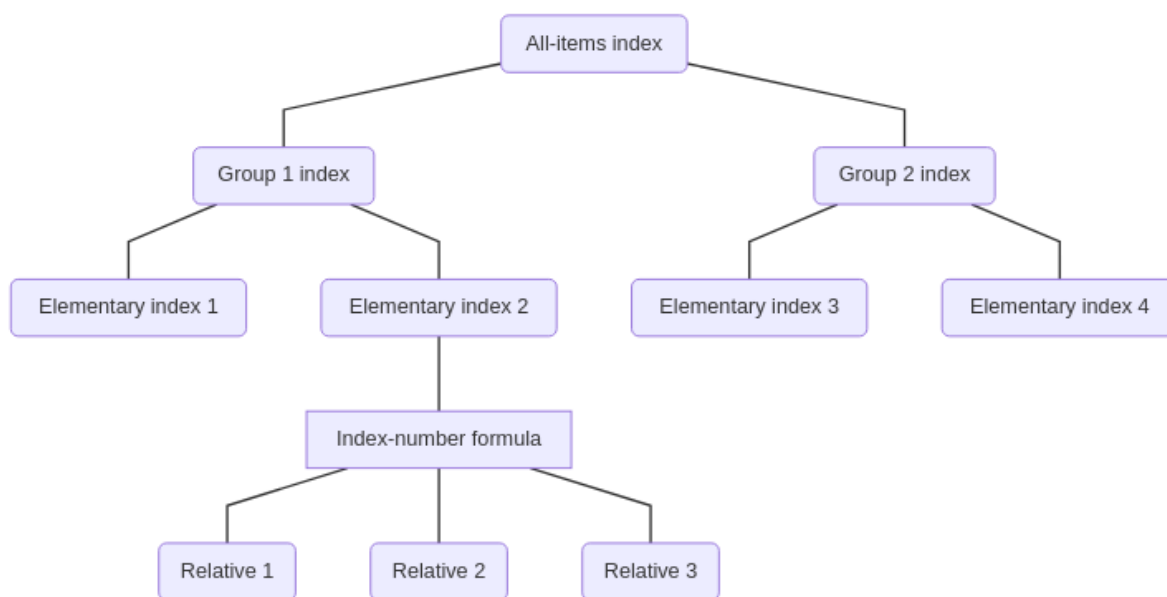 All-items index
Group 1 index
Group 2 index
Elementary index 1
Elementary index 2
Elementary index 3
Elementary index 4
Index-number formula
Relative 1
Relative 2
Relative 3